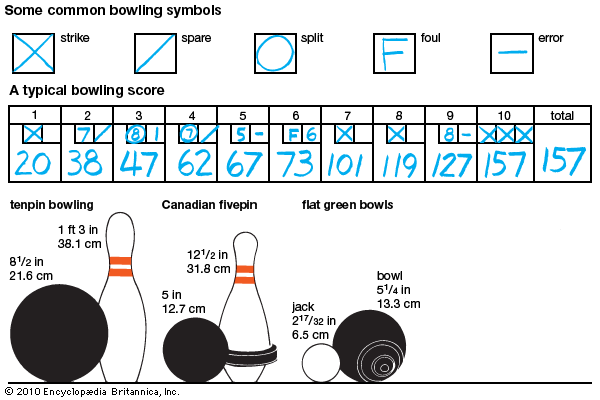 Some common bowling symbols
strike
spare
split
F foul
error
A typical bowling score
1 2 3 4 5 6 7 8 9 10 total
X 7 / 8 1 7 / 5 - F 6 X X 8 - X X X
20 38 47 62 67 73 101 119 127 157 157
tenpin bowling
1 ft 3 in
38.1 cm
8 1/2 in
21.6 cm
Canadian fivepin
12 1/2 in
31.8 cm
5 in
12.7 cm
flat green bowls
jack
2 17/32 in
6.5 cm
bowl
5 1/4 in
13.3 cm
© 2010 Encyclopædia Britannica, Inc.